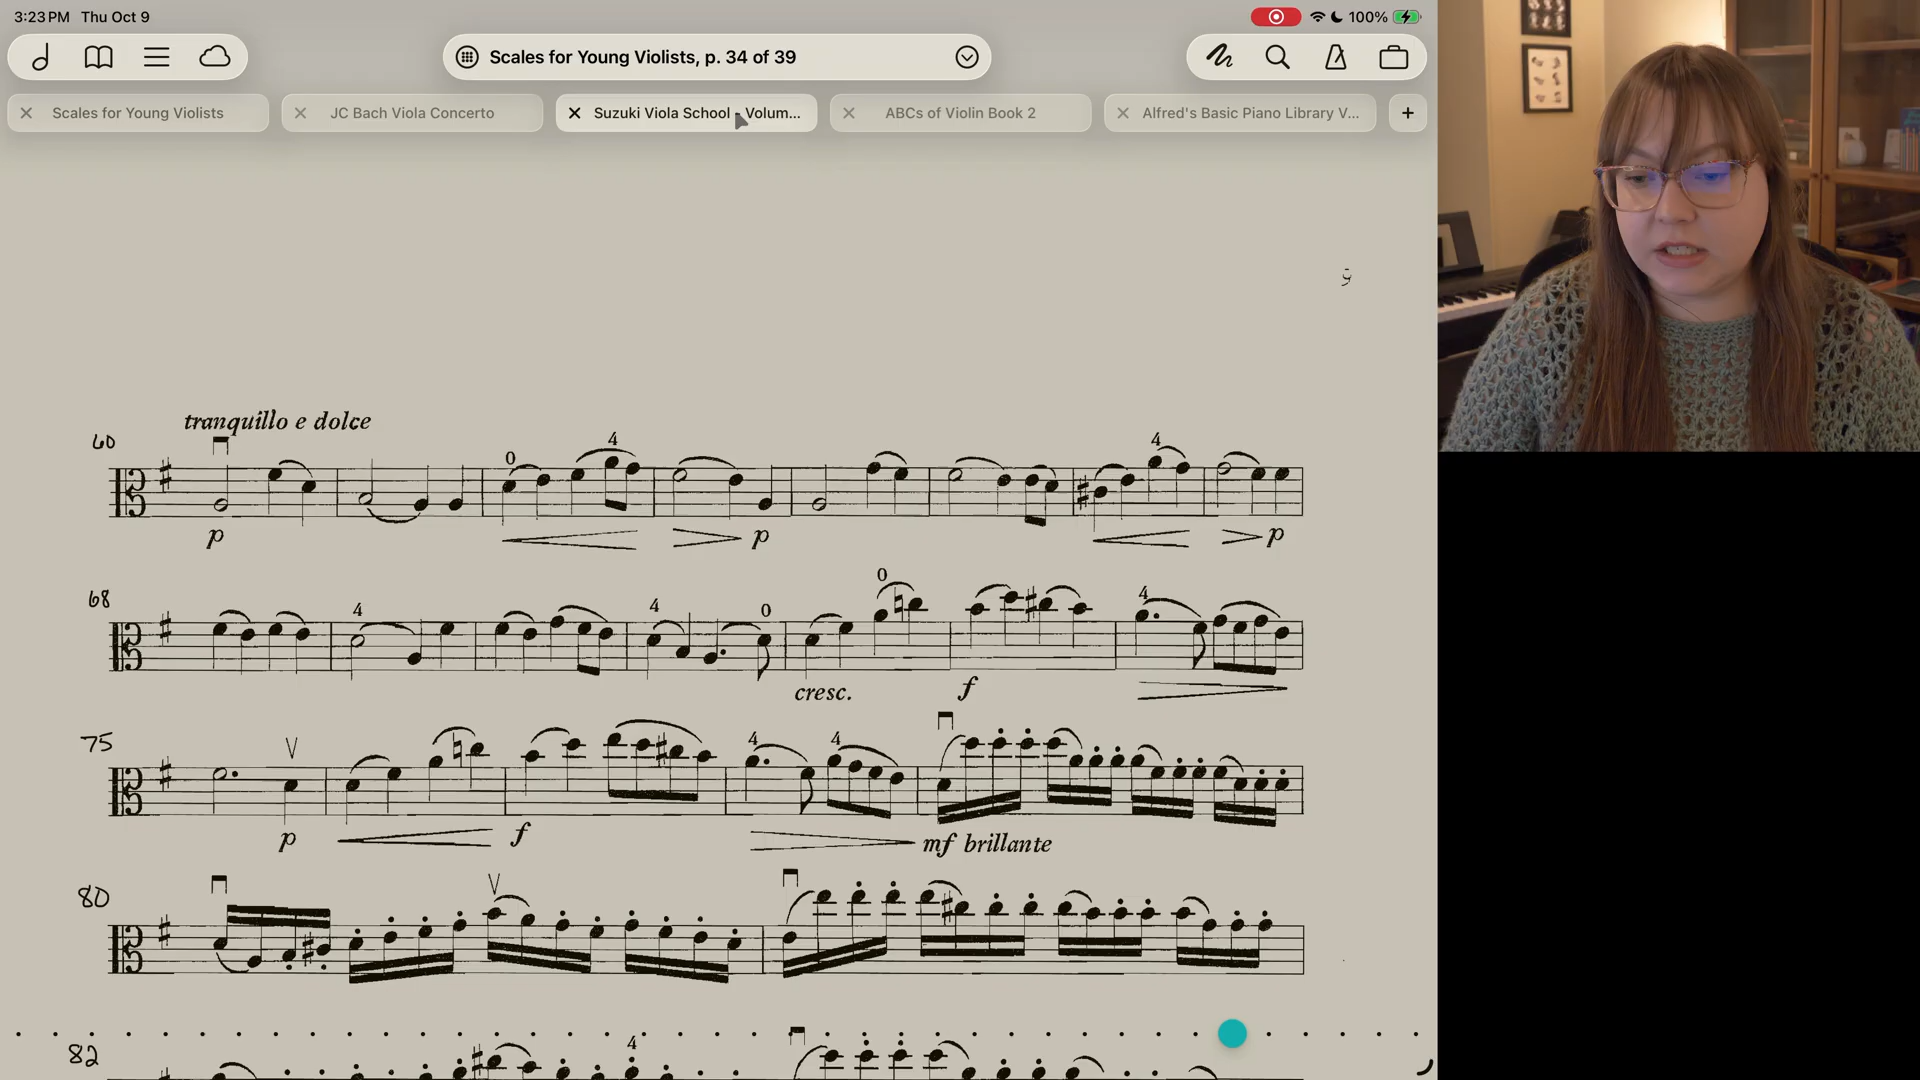 3:23 PM Thu Oct 9
100%
Scales for Young Violists, p. 34 of 39
Scales for Young Violists
JC Bach Viola Concerto
Suzuki Viola School - Volum...
ABCs of Violin Book 2
Alfred's Basic Piano Library V...
9
tranquillo e dolce
60
0 4 4
p p p
68
0
4 4 0 4
cresc. f
75
4 4
p f mf brillante
80
82
4